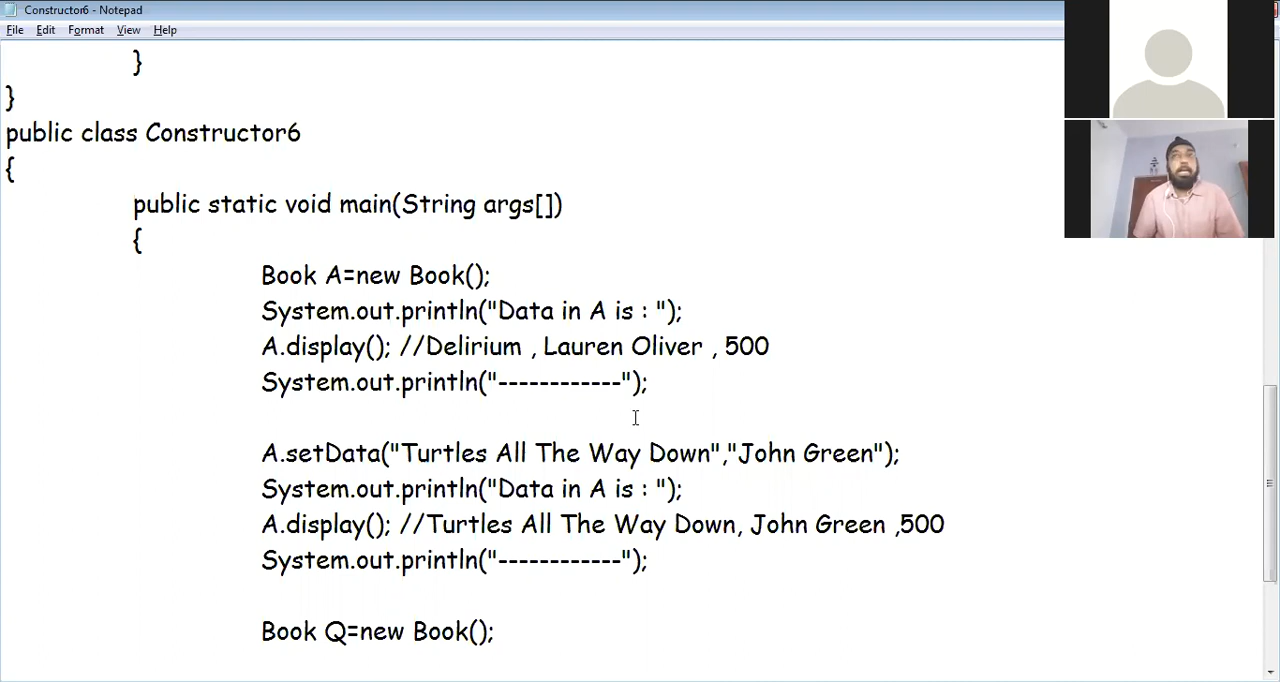 Constructor6 - Notepad
File Edit Format View Help
}
}
public class Constructor6
{
public static void main(String args[])
{
Book A=new Book();
System.out.println("Data in A is : ");
A.display(); //Delirium , Lauren Oliver , 500
System.out.println("------------");
A.setData("Turtles All The Way Down","John Green");
System.out.println("Data in A is : ");
A.display(); //Turtles All The Way Down, John Green ,500
System.out.println("------------");
Book Q=new Book();